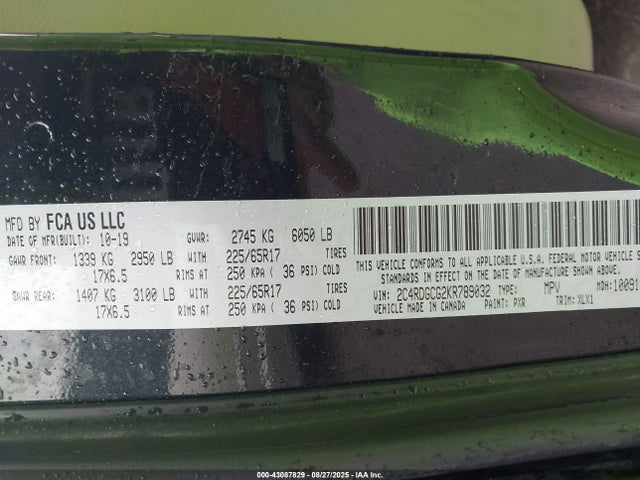 MFD BY FCA US LLC
DATE OF MFR(BUILT): 10-19 GVWR: 2745 KG 6050 LB
GAWR FRONT: 1339 KG 2950 LB 225/65R17 TIRES
17X6.5 RIMS AT 250 KPA ( 36 PSI) COLD
GAWR REAR: 1407 KG 3100 LB 225/65R17 TIRES
17X6.5 RIMS AT 250 KPA ( 36 PSI) COLD
THIS VEHICLE CONFORMS TO ALL APPLICABLE U.S.A. FEDERAL MOTOR VEHICLE
STANDARDS IN EFFECT ON THE DATE OF MANUFACTURE SHOWN ABOVE.
VIN: 2C4RDGCG2KR789032 TYPE: MPV MDH: 10091
VEHICLE MADE IN CANADA PAINT: PXR TRIM: XLX1
000-43087829 - 08/27/2025 - IAA Inc.